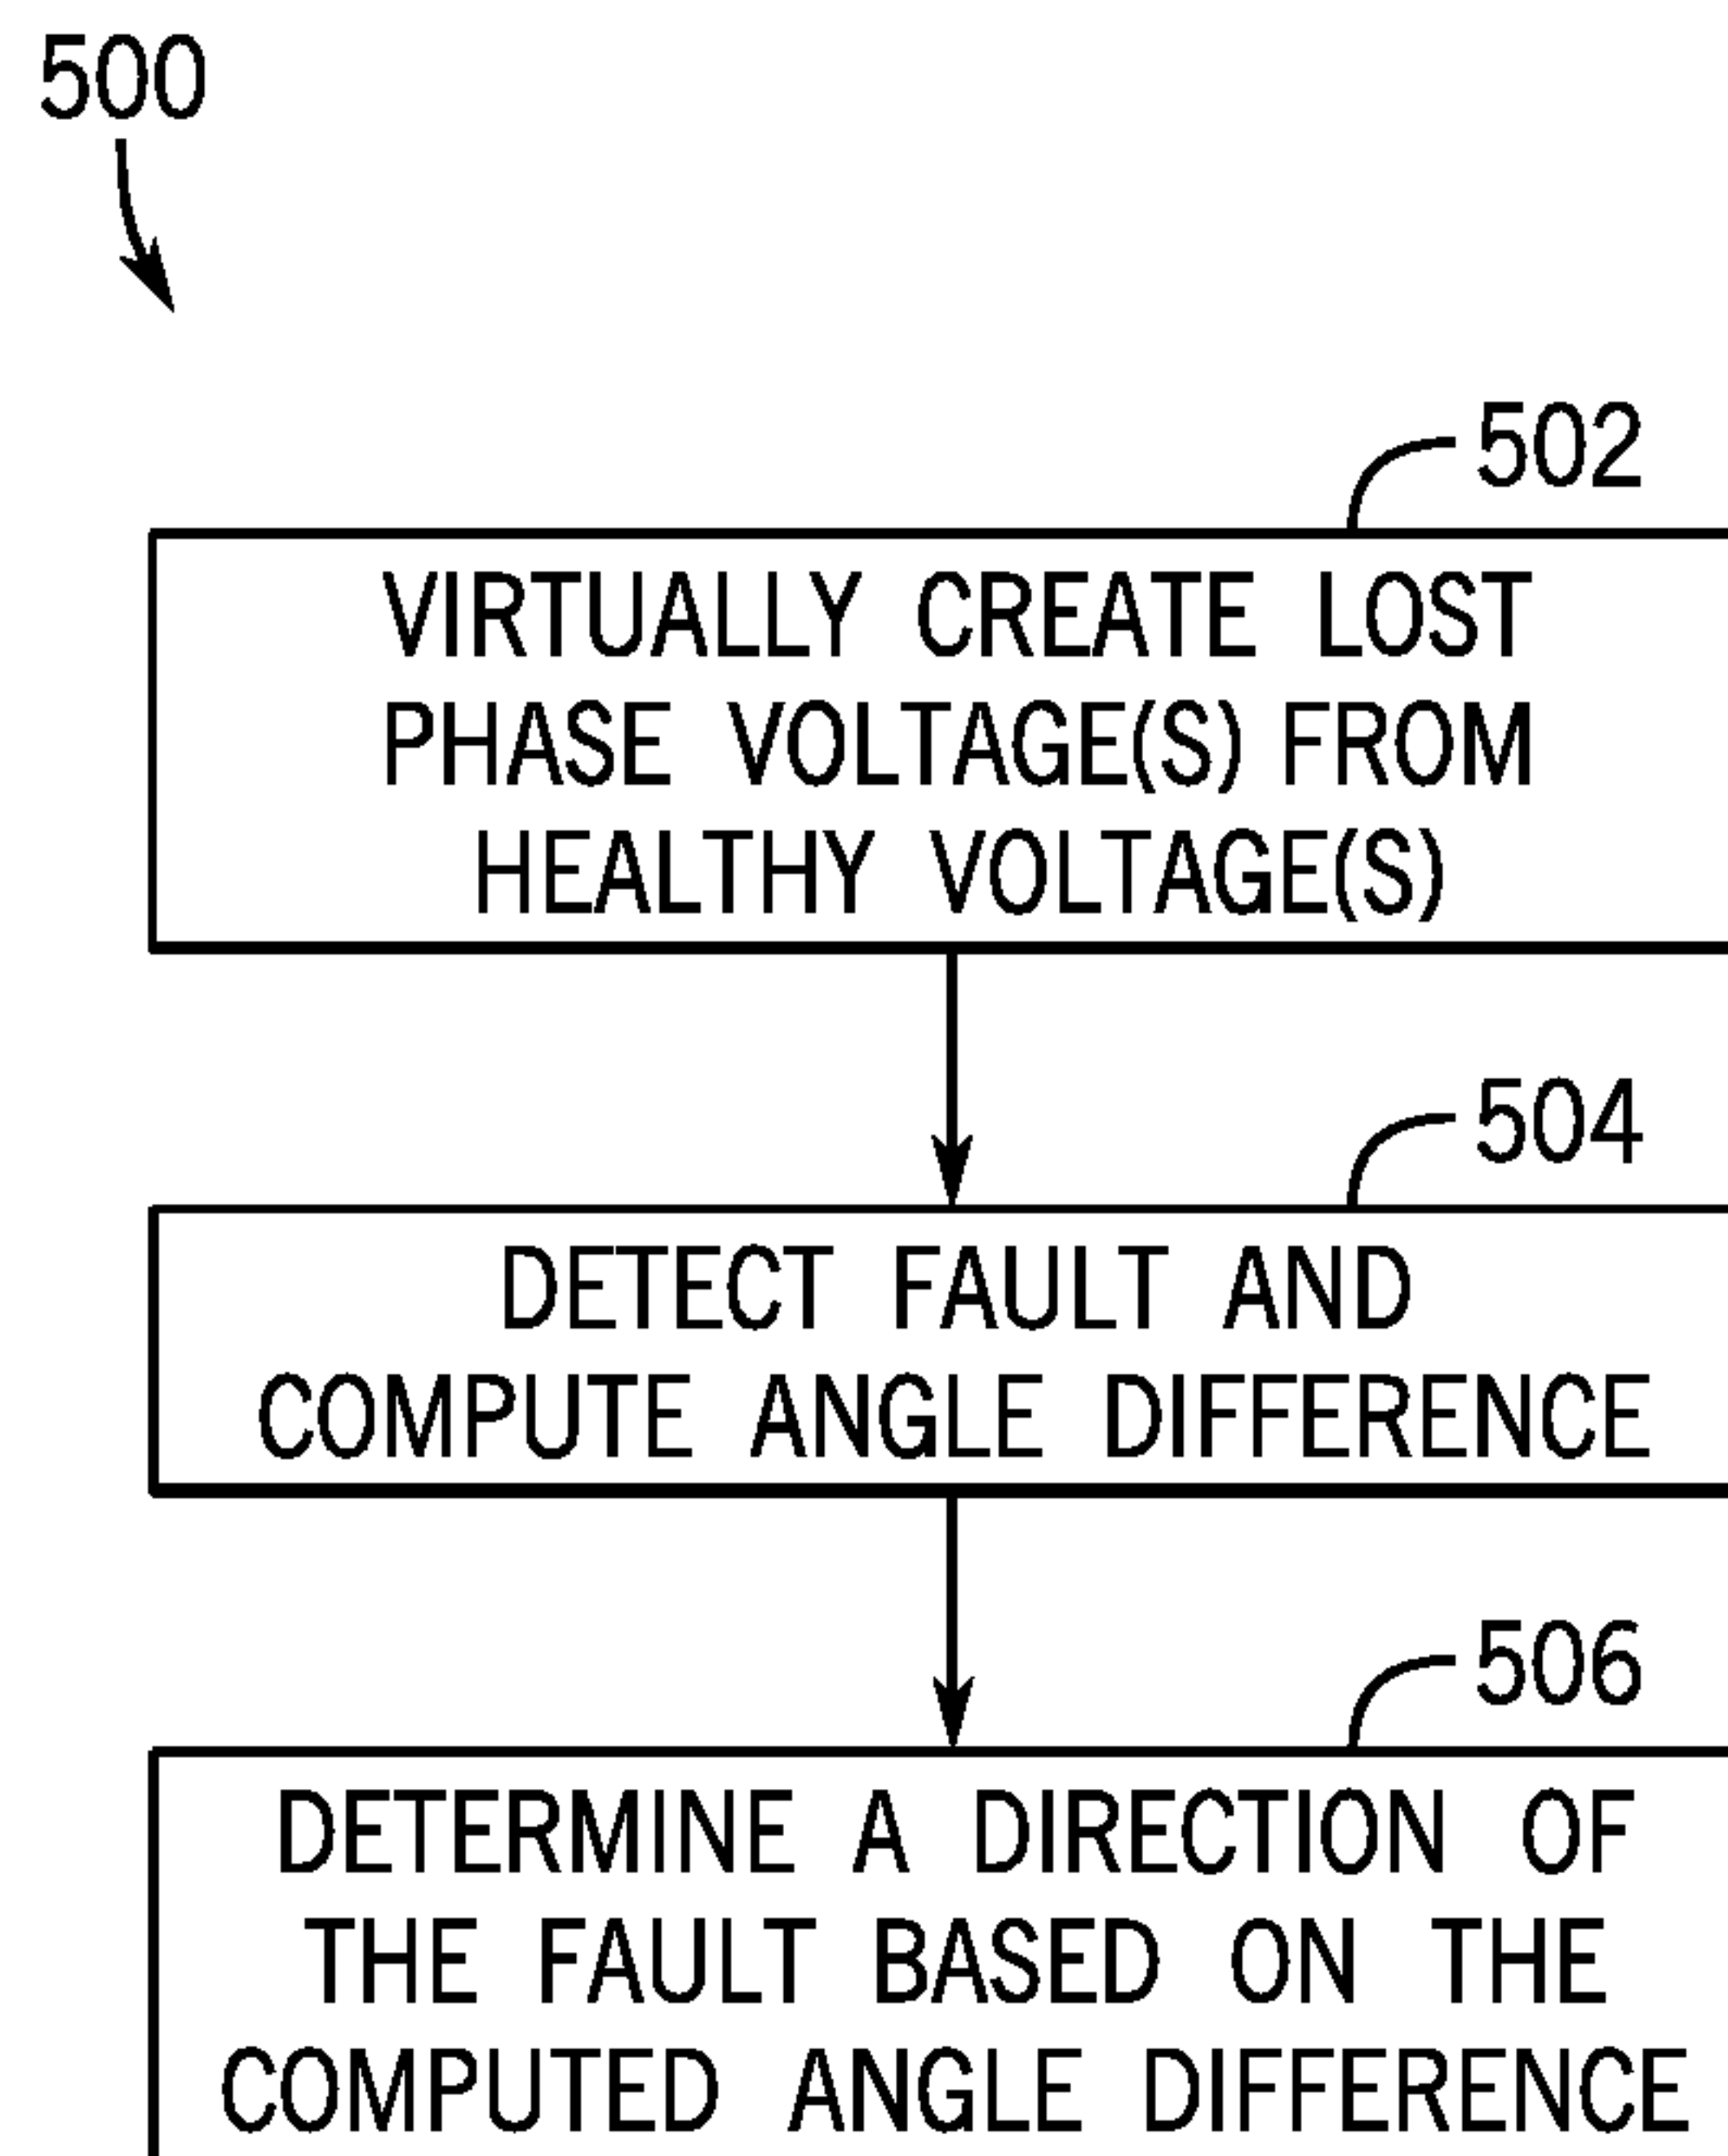 500
502
VIRTUALLY CREATE LOST
PHASE VOLTAGE(S) FROM
HEALTHY VOLTAGE(S)
504
DETECT FAULT AND
COMPUTE ANGLE DIFFERENCE
506
DETERMINE A DIRECTION OF
THE FAULT BASED ON THE
COMPUTED ANGLE DIFFERENCE